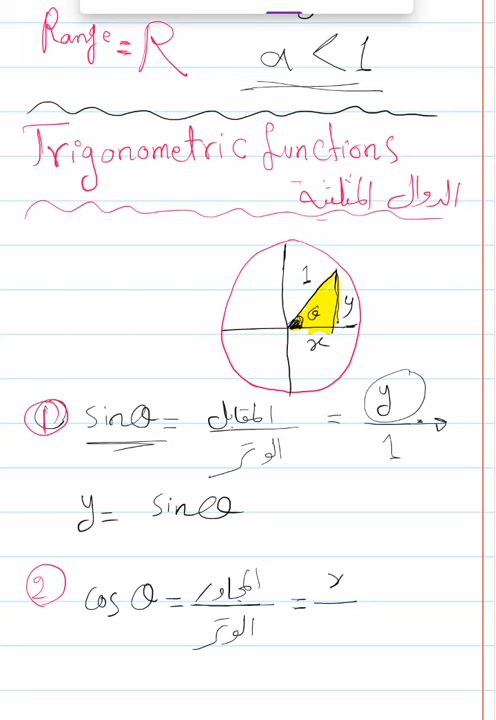 Range = R
a < 1
Trigonometric functions
الدوال المثلثية
1
θ
y
x
① sinθ = المقابل / الوتر = y / 1
y = sinθ
② cos θ = المجاور / الوتر = x /